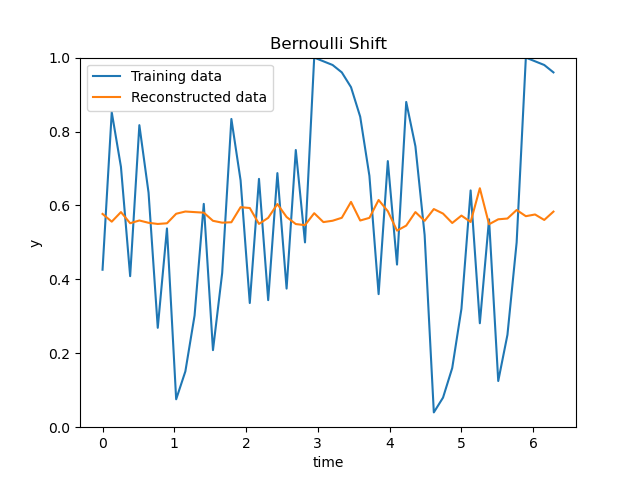 Bernoulli Shift
Training data
Reconstructed data
1.0
0.8
0.6
0.4
0.2
0.0
y
0 1 2 3 4 5 6
time